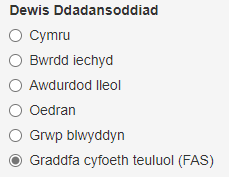 Dewis Ddadansoddiad
Cymru
Bwrdd iechyd
Awdurdod lleol
Oedran
Grwp blwyddyn
Graddfa cyfoeth teuluol (FAS)